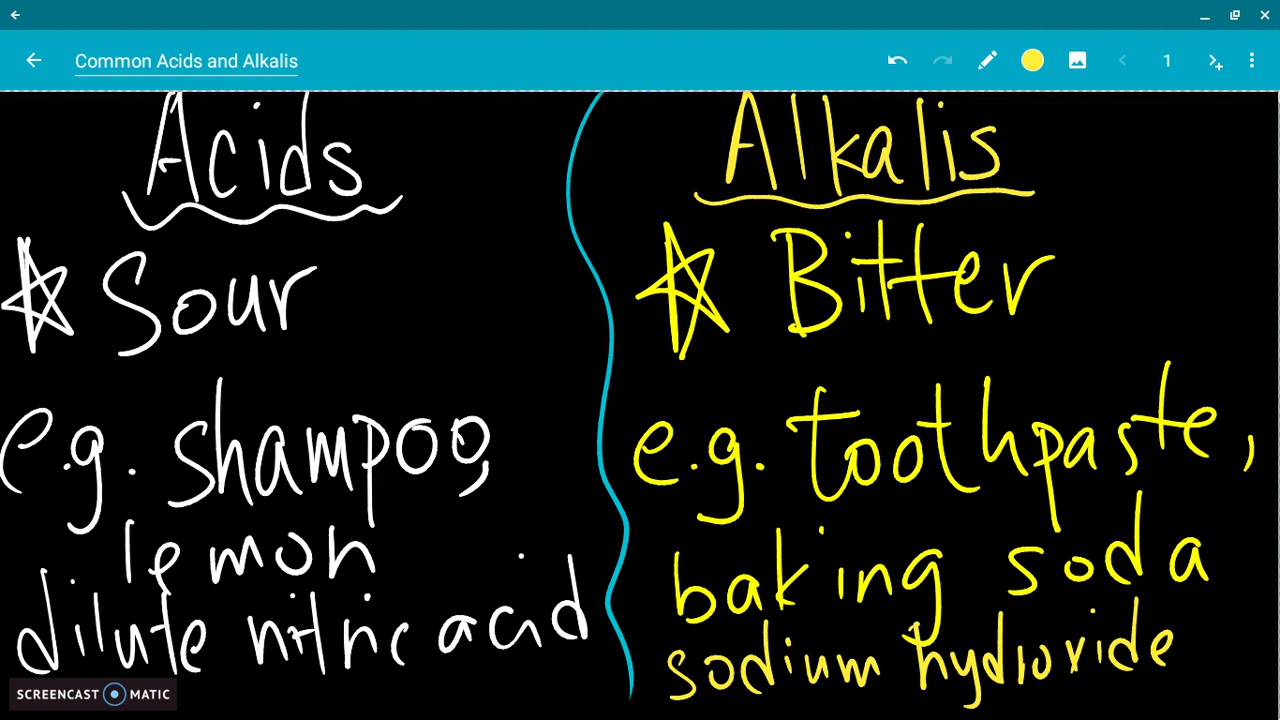 Common Acids and Alkalis
1
Acids
Sour
e.g. shampoo,
lemon
dilute nitric acid
Alkalis
Bitter
e.g. toothpaste,
baking soda
sodium hydroxide
SCREENCAST MATIC